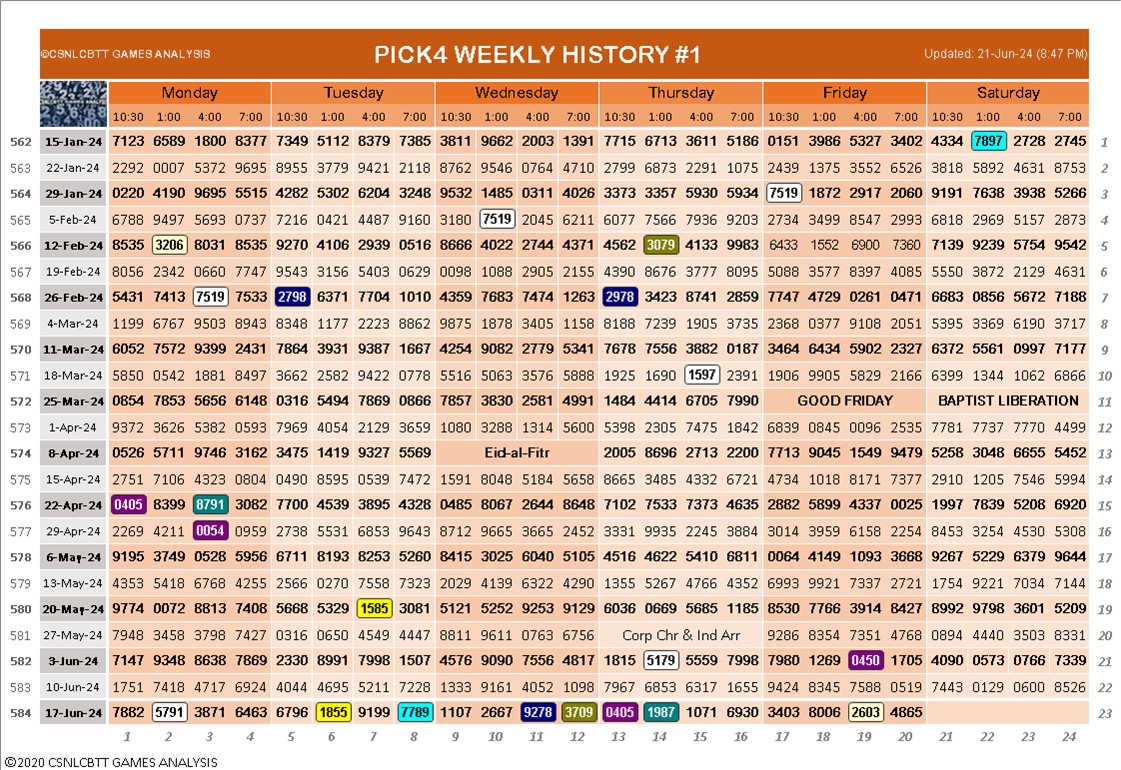 ©CSNLCBTT GAMES ANALYSIS PICK4 WEEKLY HISTORY #1 Updated: 21-Jun-24 (8:47 PM)
Monday Tuesday Wednesday Thursday Friday Saturday
10:30 1:00 4:00 7:00 10:30 1:00 4:00 7:00 10:30 1:00 4:00 7:00 10:30 1:00 4:00 7:00 10:30 1:00 4:00 7:00 10:30 1:00 4:00 7:00
562 15-Jan-24 7123 6589 1800 8377 7349 5112 8379 7385 3811 9662 2003 1391 7715 6713 3611 5186 0151 3986 5327 3402 4334 7897 2728 2745 1
563 22-Jan-24 2292 0007 5372 9695 8955 3779 9421 2118 8762 9546 0764 4710 2799 6873 2291 1075 2401 1375 3552 6526 3818 5892 4631 8753 2
564 29-Jan-24 0220 4190 9695 5515 4282 5302 6204 3248 9532 1485 0311 4026 3373 3357 5930 5934 7519 1872 2917 2060 9191 7638 3938 5266 3
565 5-Feb-24 6788 9497 5693 0737 7216 0421 4487 9160 3180 7519 2045 6211 6077 7566 7936 9203 2734 3499 8547 2993 6818 2969 5157 2873 4
566 12-Feb-24 8535 3206 8031 8535 9270 4106 2939 0516 8666 4022 2744 4371 4562 3079 4133 9983 6433 1552 6900 7360 7139 9239 5754 9542 5
567 19-Feb-24 8056 2342 0660 7747 9543 3156 5403 0629 0098 1088 2905 2155 4390 8676 3777 8095 5088 3577 8397 4085 5550 3872 2129 4631 6
568 26-Feb-24 5431 7413 7519 7533 2798 6371 7704 1010 4359 7683 7474 1263 2978 3423 8741 2859 7747 4729 0261 0471 6683 0856 5672 7188 7
569 4-Mar-24 1199 6767 9503 8943 8348 1177 2223 8862 9875 1878 3405 1158 8188 7239 1905 3735 2368 0377 9108 2051 5395 3369 6190 3717 8
570 11-Mar-24 6052 7572 9399 2431 7864 3931 9387 1667 4254 9082 2779 5341 7678 7556 3882 0187 3464 6434 5902 2327 6372 5561 0997 7177 9
571 18-Mar-24 5850 0542 1881 8497 3662 2582 9422 0778 5516 5063 3576 5888 1925 1690 1597 2391 1906 9905 5829 2166 6399 1344 1062 6866 10
572 25-Mar-24 0854 7853 5656 6148 0316 5494 7869 0866 7857 3830 2581 4991 1484 4414 6705 7990 GOOD FRIDAY BAPTIST LIBERATION 11
573 1-Apr-24 9372 3626 5382 0593 7969 4054 2129 3659 1080 3288 1314 5600 5398 2305 7475 1842 6839 0845 0096 2535 7781 7737 7770 4499 12
574 8-Apr-24 0526 5711 9746 3162 3475 1419 9327 5569 Eid-al-Fitr 2005 8696 2713 2200 7713 9045 1549 9479 5258 3048 6655 5452 13
575 15-Apr-24 2751 7106 4323 0804 0490 8595 0539 7472 1591 8048 5184 5658 8665 3485 4332 6721 4734 1018 8171 7377 2910 1205 7546 5994 14
576 22-Apr-24 0405 8399 8791 3082 7700 4539 3895 4328 0485 8067 2644 8648 7102 7533 7373 4635 2882 5899 4337 0025 1997 7839 5208 6920 15
577 29-Apr-24 2269 4211 0054 0959 2738 5531 6853 9643 8712 9665 3665 2452 3331 9935 2245 3884 3014 3959 6158 2254 8453 3254 4530 5308 16
578 6-May-24 9195 3749 0528 5956 6711 8193 8253 5260 8415 3025 6040 5105 4516 4622 5410 6811 0064 4149 1093 3668 9267 5229 6379 9644 17
579 13-May-24 4353 5418 6768 4255 2566 0270 7558 7323 2029 4139 6322 4290 1355 5267 4766 4352 6993 9921 7337 2721 1754 9221 7034 7144 18
580 20-May-24 9774 0072 8813 7408 5668 5329 1585 3081 5121 5252 9253 9129 6036 0669 5685 1185 8530 7766 3914 8427 8992 9798 3601 5209 19
581 27-May-24 7948 3458 3798 7427 0316 0650 4549 4447 8811 9611 0763 6756 Corp Chr & Ind Arr 9286 8354 7351 4768 0894 4440 3503 8331 20
582 3-Jun-24 7147 9348 8638 7869 2330 8991 7998 1507 4576 9090 7556 4817 1815 5179 5559 7998 7980 1269 0450 1705 4090 0573 0766 7339 21
583 10-Jun-24 1751 7418 4717 6924 4044 4695 5211 7228 1333 9161 4052 1098 7967 6853 6317 1655 9424 8345 7588 0519 7443 0129 0600 8526 22
584 17-Jun-24 7882 5791 3871 6463 6796 1855 9199 7789 1107 2667 9278 3709 0405 1987 1071 6930 3403 8006 2603 4865 23
1 2 3 4 5 6 7 8 9 10 11 12 13 14 15 16 17 18 19 20 21 22 23 24
©2020 CSNLCBTT GAMES ANALYSIS